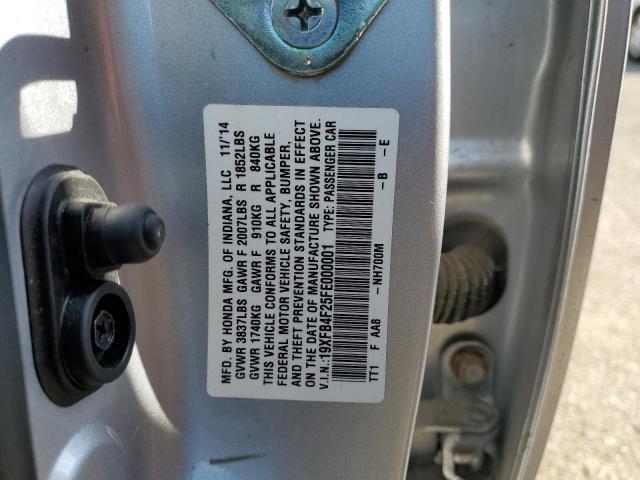 MFD. BY HONDA MFG. OF INDIANA, LLC 11/'14
GVWR 3837LBS GAWR F 2007LBS R 1852LBS
GVWR 1740KG GAWR F 910KG R 840KG
THIS VEHICLE CONFORMS TO ALL APPLICABLE
FEDERAL MOTOR VEHICLE SAFETY, BUMPER,
AND THEFT PREVENTION STANDARDS IN EFFECT
ON THE DATE OF MANUFACTURE SHOWN ABOVE.
V.I.N.:19XFB4F25FE000001 TYPE: PASSENGER CAR
TT1 F AA8 -NH700M -B -E